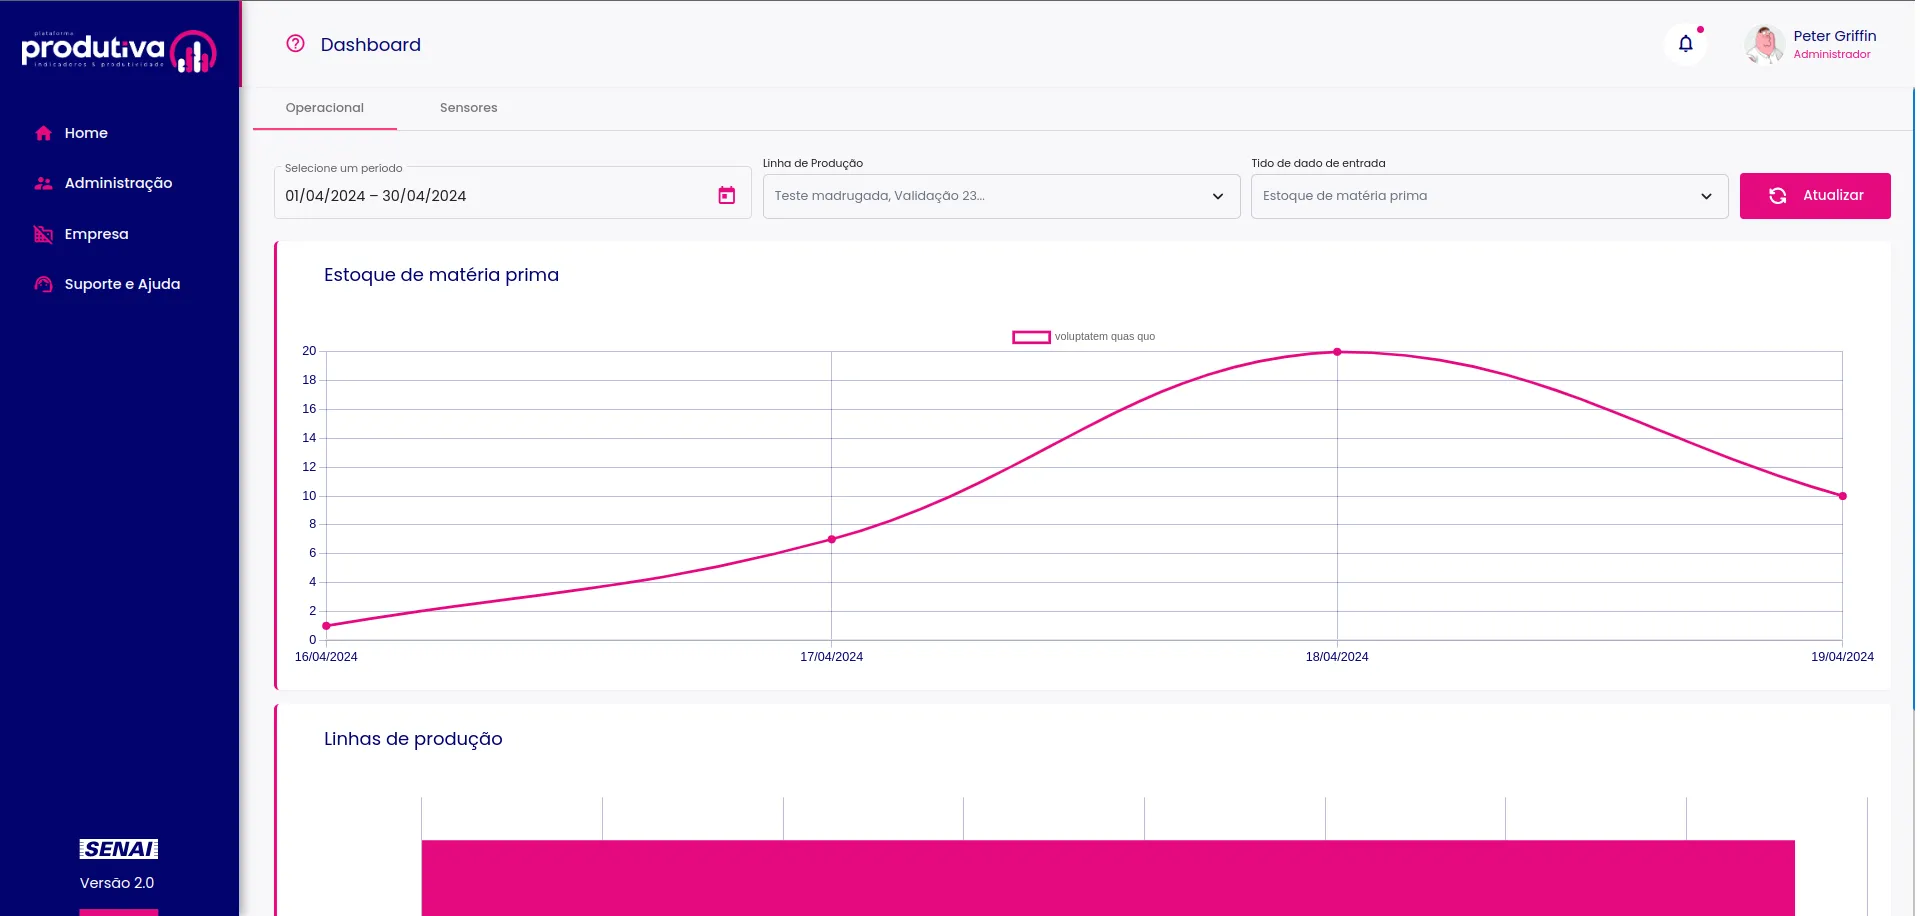 plataforma
produtiva
indicadores & produtividade
Home
Administração
Empresa
Suporte e Ajuda
SENAI
Versão 2.0
Dashboard
Peter Griffin
Administrador
Operacional
Sensores
Selecione um período
01/04/2024 – 30/04/2024
Linha de Produção
Teste madrugada, Validação 23...
Tido de dado de entrada
Estoque de matéria prima
Atualizar
Estoque de matéria prima
voluptatem quas quo
20
18
16
14
12
10
8
6
4
2
0
16/04/2024
17/04/2024
18/04/2024
19/04/2024
Linhas de produção